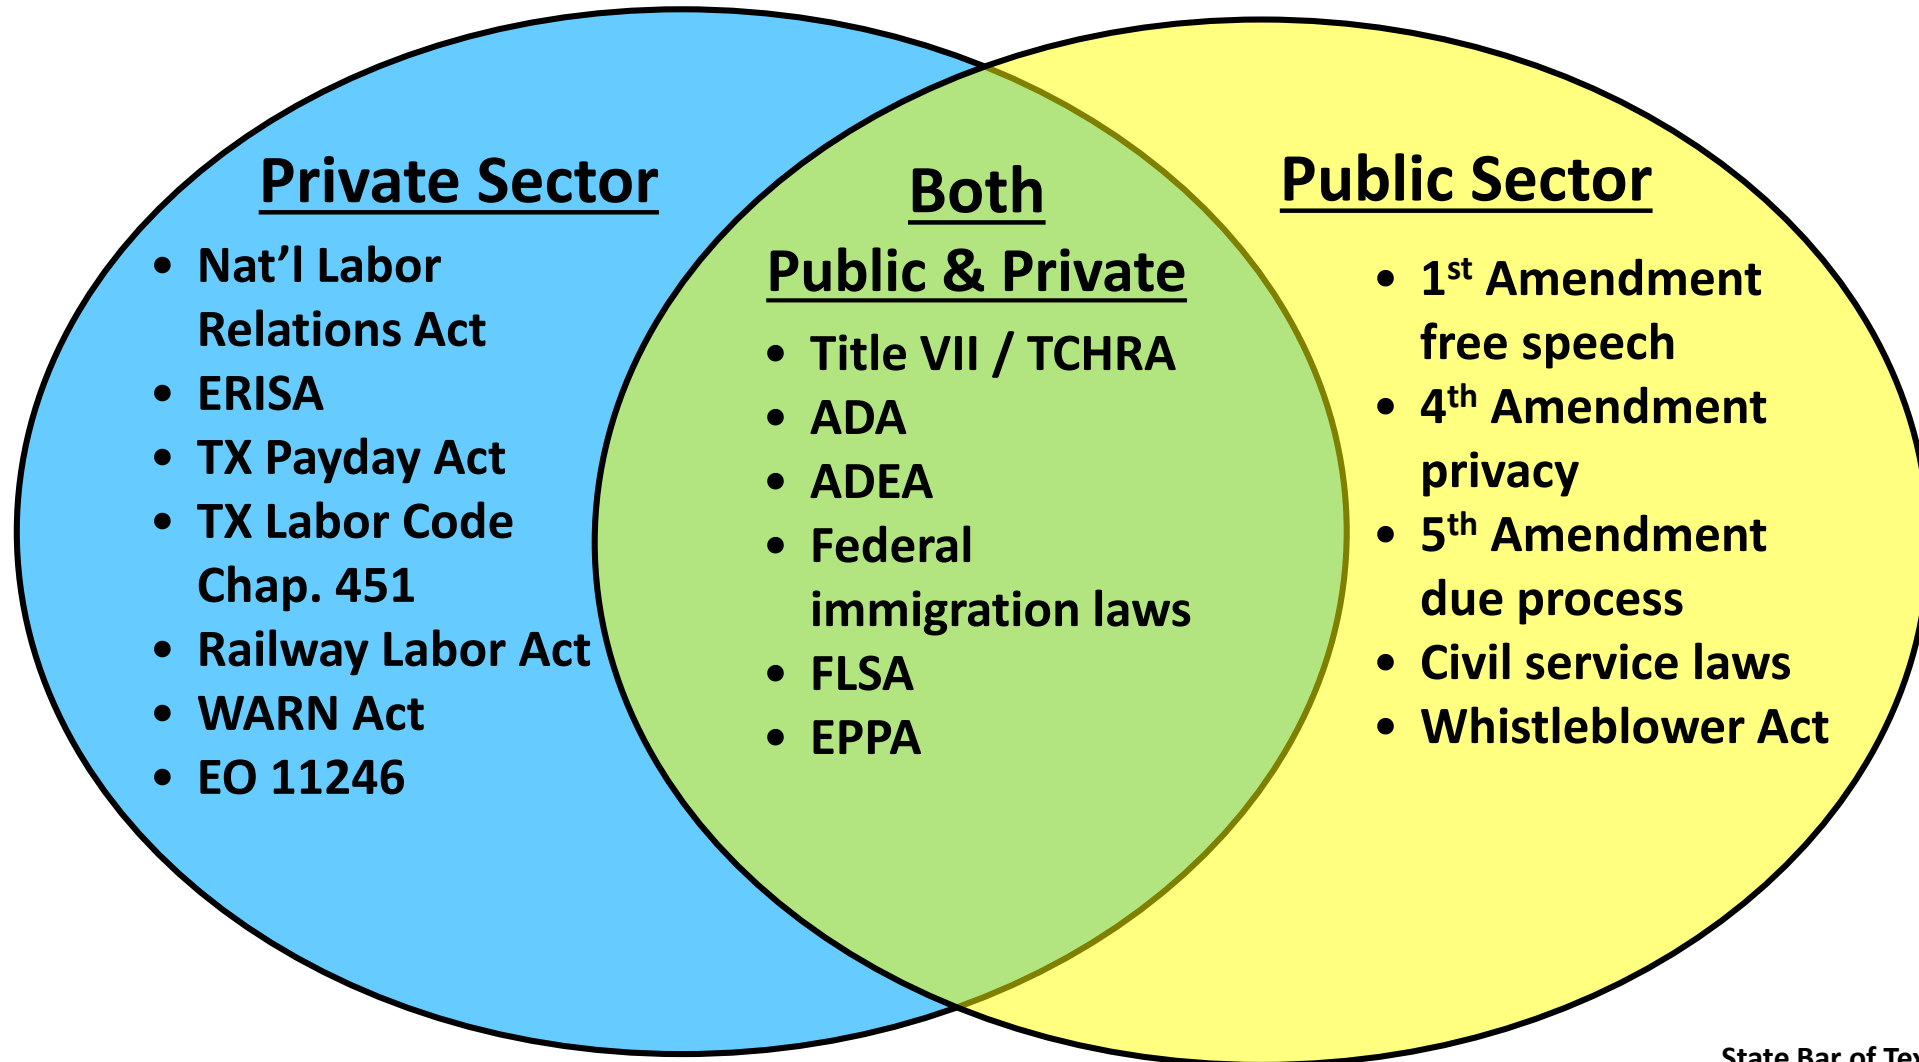 Private Sector
• Nat’l Labor
Relations Act
• ERISA
• TX Payday Act
• TX Labor Code
Chap. 451
• Railway Labor Act
• WARN Act
• EO 11246
Both
Public & Private
• Title VII / TCHRA
• ADA
• ADEA
• Federal
immigration laws
• FLSA
• EPPA
Public Sector
• 1st Amendment
free speech
• 4th Amendment
privacy
• 5th Amendment
due process
• Civil service laws
• Whistleblower Act
State Bar of